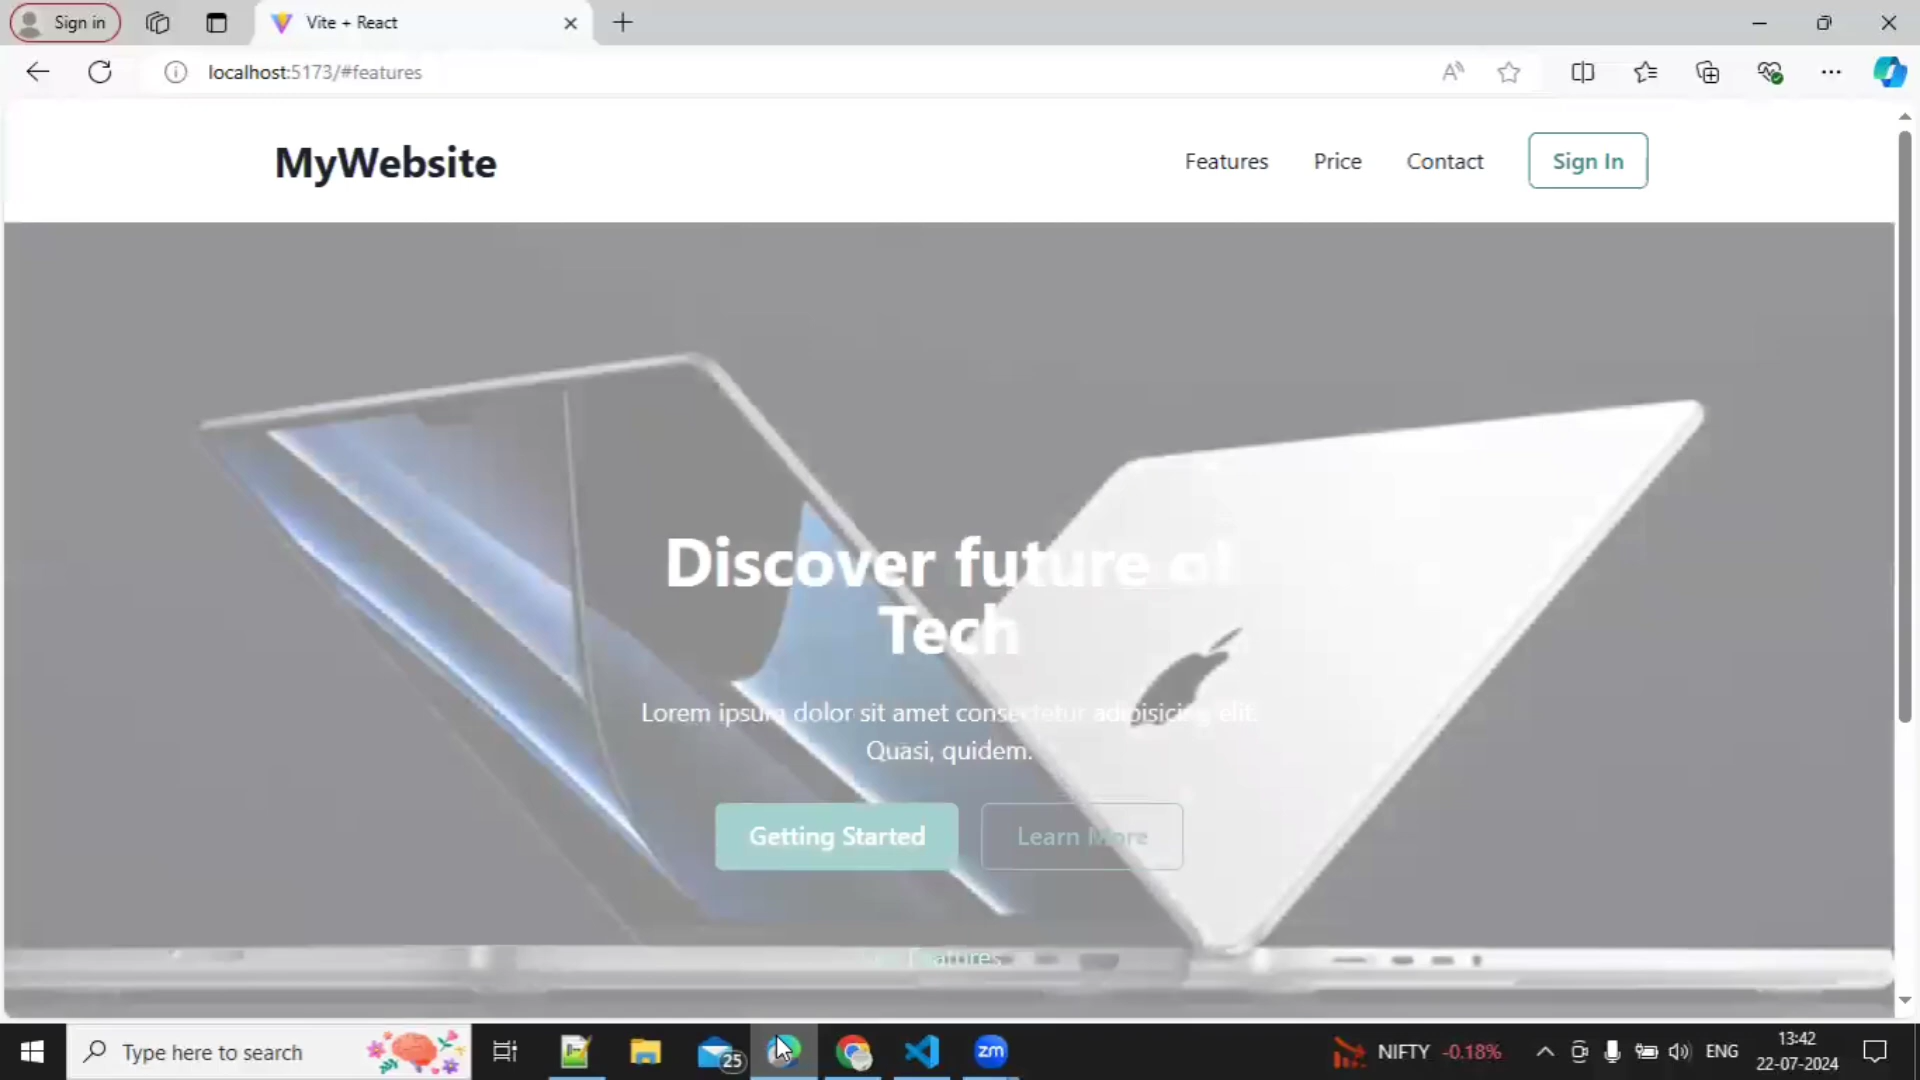 Sign in
Vite + React
localhost:5173/#features
MyWebsite
Features
Price
Contact
Sign In
Discover future of
Tech
Lorem ipsum dolor sit amet consectetur adipisicing elit.
Quasi, quidem.
Getting Started
Learn More
Features
Type here to search
25
zm
NIFTY -0.18%
ENG
13:42
22-07-2024